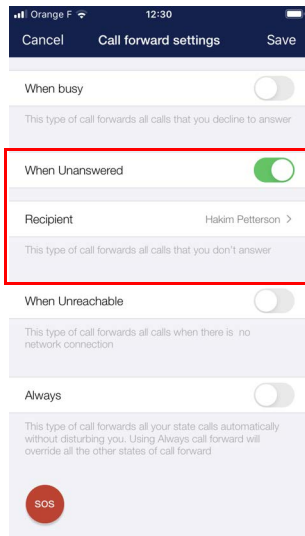 Orange F 12:30
Cancel Call forward settings Save
When busy
This type of call forwards all calls that you decline to answer
When Unanswered
Recipient Hakim Petterson >
This type of call forwards all calls that you don't answer
When Unreachable
This type of call forwards all calls when there is no
network connection
Always
This type of call forwards all your state calls automatically
without disturbing you. Using Always call forward will
override all the other states of call forward
SOS